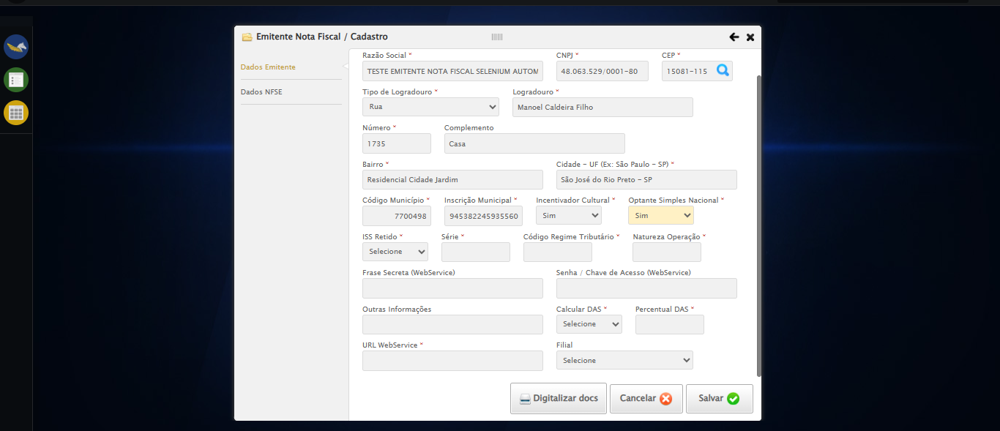 Emitente Nota Fiscal / Cadastro
Dados Emitente
Dados NFSE
Razão Social * CNPJ * CEP *
TESTE EMITENTE NOTA FISCAL SELENIUM AUTOM 48.063.529/0001-80 15081-115
Tipo de Logradouro * Logradouro *
Rua Manoel Caldeira Filho
Número * Complemento
1735 Casa
Bairro * Cidade - UF (Ex: São Paulo - SP) *
Residencial Cidade Jardim São José do Rio Preto - SP
Código Município * Inscrição Municipal * Incentivador Cultural * Optante Simples Nacional *
7700498 945382245935560 Sim Sim
ISS Retido * Série * Código Regime Tributário * Natureza Operação *
Selecione
Frase Secreta (WebService) Senha / Chave de Acesso (WebService)
Outras Informações Calcular DAS * Percentual DAS *
Selecione
URL WebService * Filial
Selecione
Digitalizar docs Cancelar Salvar